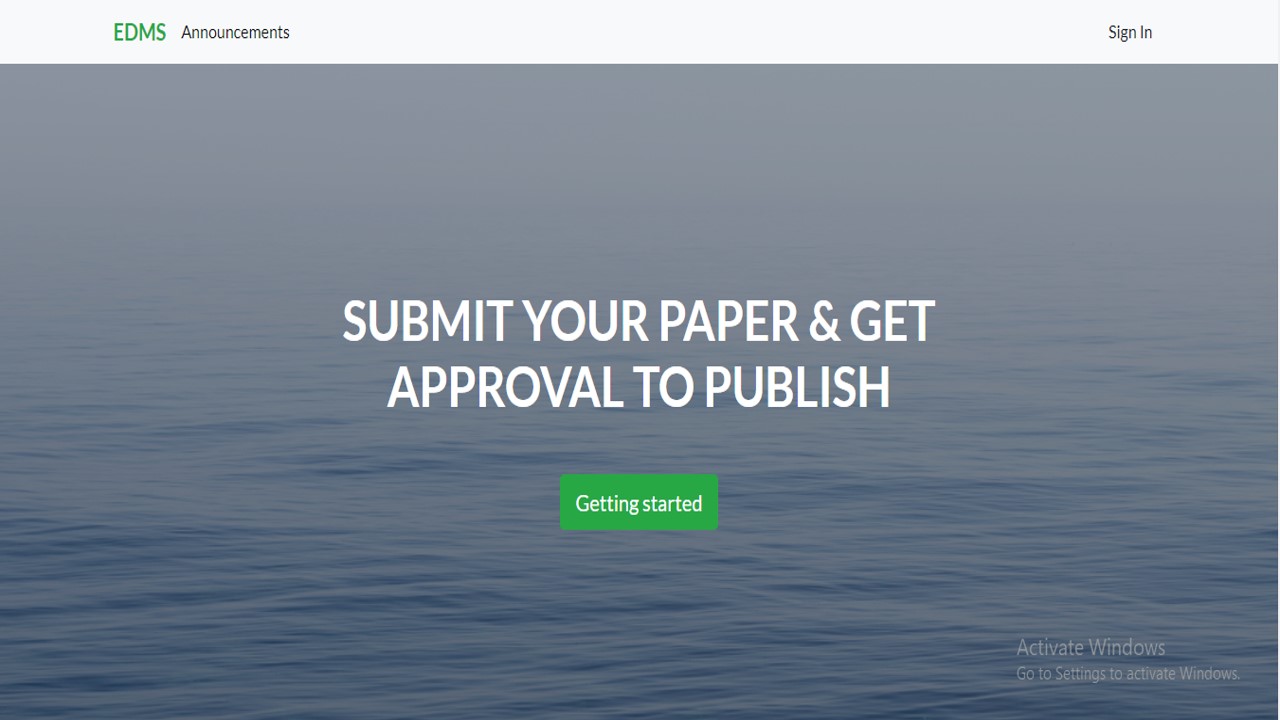 EDMS Announcements Sign In
SUBMIT YOUR PAPER & GET
APPROVAL TO PUBLISH
Getting started
Activate Windows
Go to Settings to activate Windows.